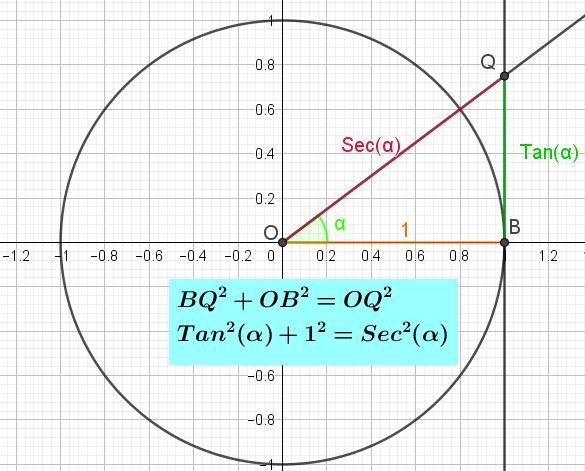 1
0.8
Q
0.6
Sec(α)
0.4
Tan(α)
0.2
α
O
1
B
−1.2
−1
−0.8
−0.6
−0.4
−0.2
0
0.2
0.4
0.6
0.8
1
1.2
BQ² + OB² = OQ²
Tan²(α) + 1² = Sec²(α)
−0.6
−0.8
−1